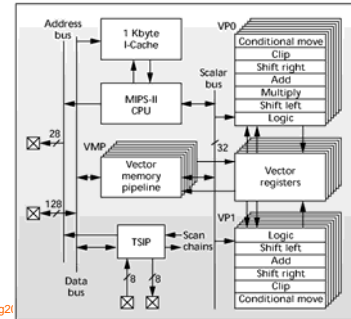 Address
bus
1 Kbyte
I-Cache
VP0
Conditional move
Clip
Shift right
Add
Multiply
Shift left
Logic
Scalar
bus
MIPS-II
CPU
28
VMP
32
Vector
memory
pipeline
Vector
registers
128
VP1
TSIP
Scan
chains
Logic
Shift left
Add
Shift right
Clip
Conditional move
Data
bus
8
8